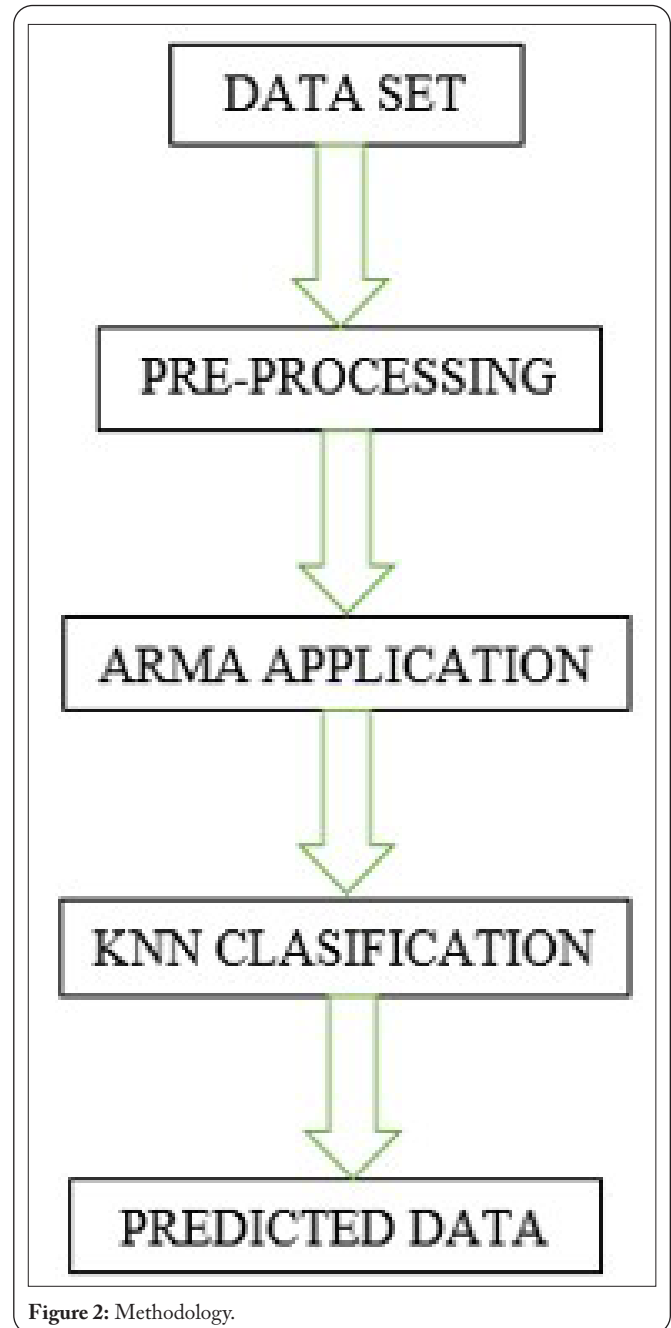 DATA SET
PRE-PROCESSING
ARMA APPLICATION
KNN CLASIFICATION
PREDICTED DATA
Figure 2: Methodology.